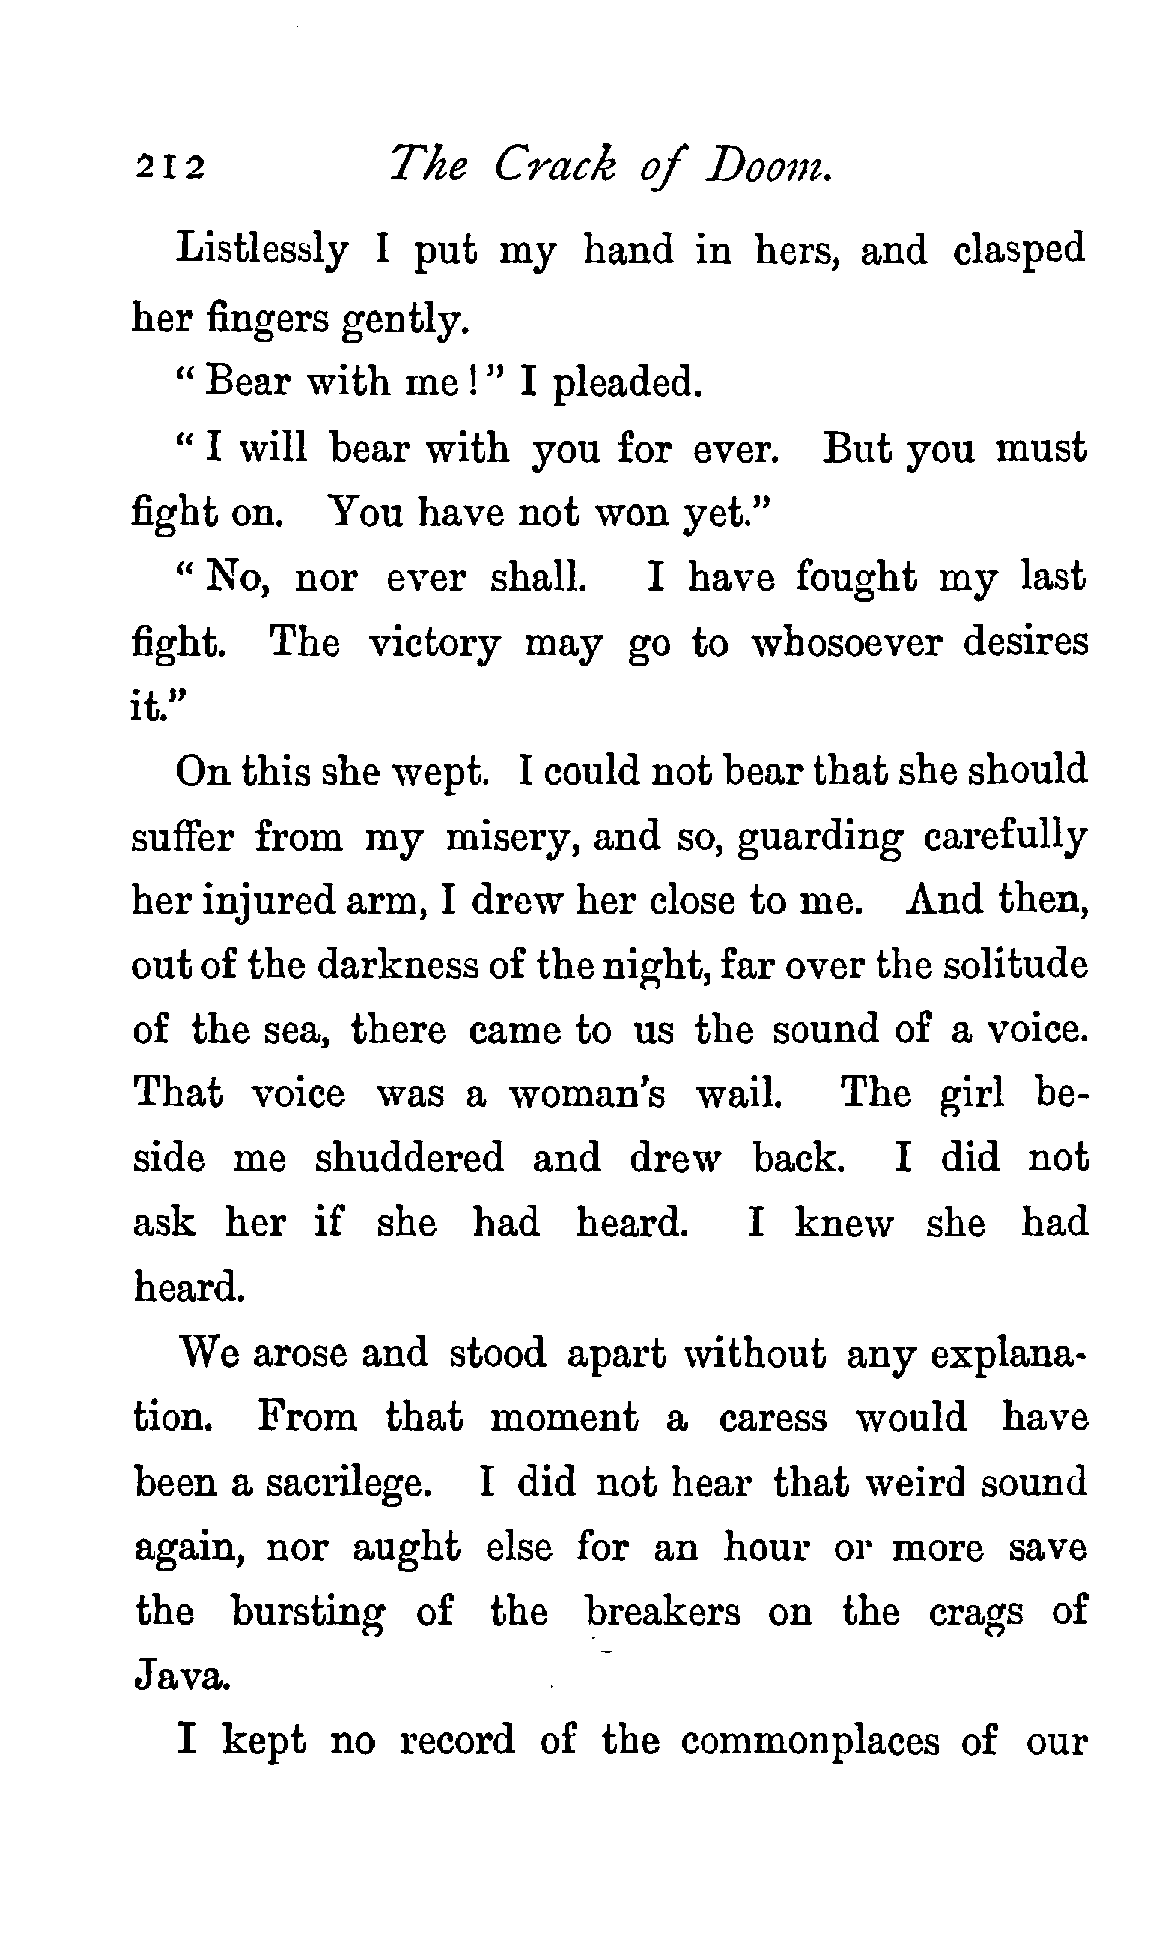 212 The Crack of Doom.
Listlessly I put my hand in hers, and clasped
her fingers gently.
“ Bear with me ! ” I pleaded.
“ I will bear with you for ever. But you must
fight on. You have not won yet.”
“ No, nor ever shall. I have fought my last
fight. The victory may go to whosoever desires
it.”
On this she wept. I could not bear that she should
suffer from my misery, and so, guarding carefully
her injured arm, I drew her close to me. And then,
out of the darkness of the night, far over the solitude
of the sea, there came to us the sound of a voice.
That voice was a woman's wail. The girl be-
side me shuddered and drew back. I did not
ask her if she had heard. I knew she had
heard.
We arose and stood apart without any explana-
tion. From that moment a caress would have
been a sacrilege. I did not hear that weird sound
again, nor aught else for an hour or more save
the bursting of the breakers on the crags of
Java.
I kept no record of the commonplaces of our